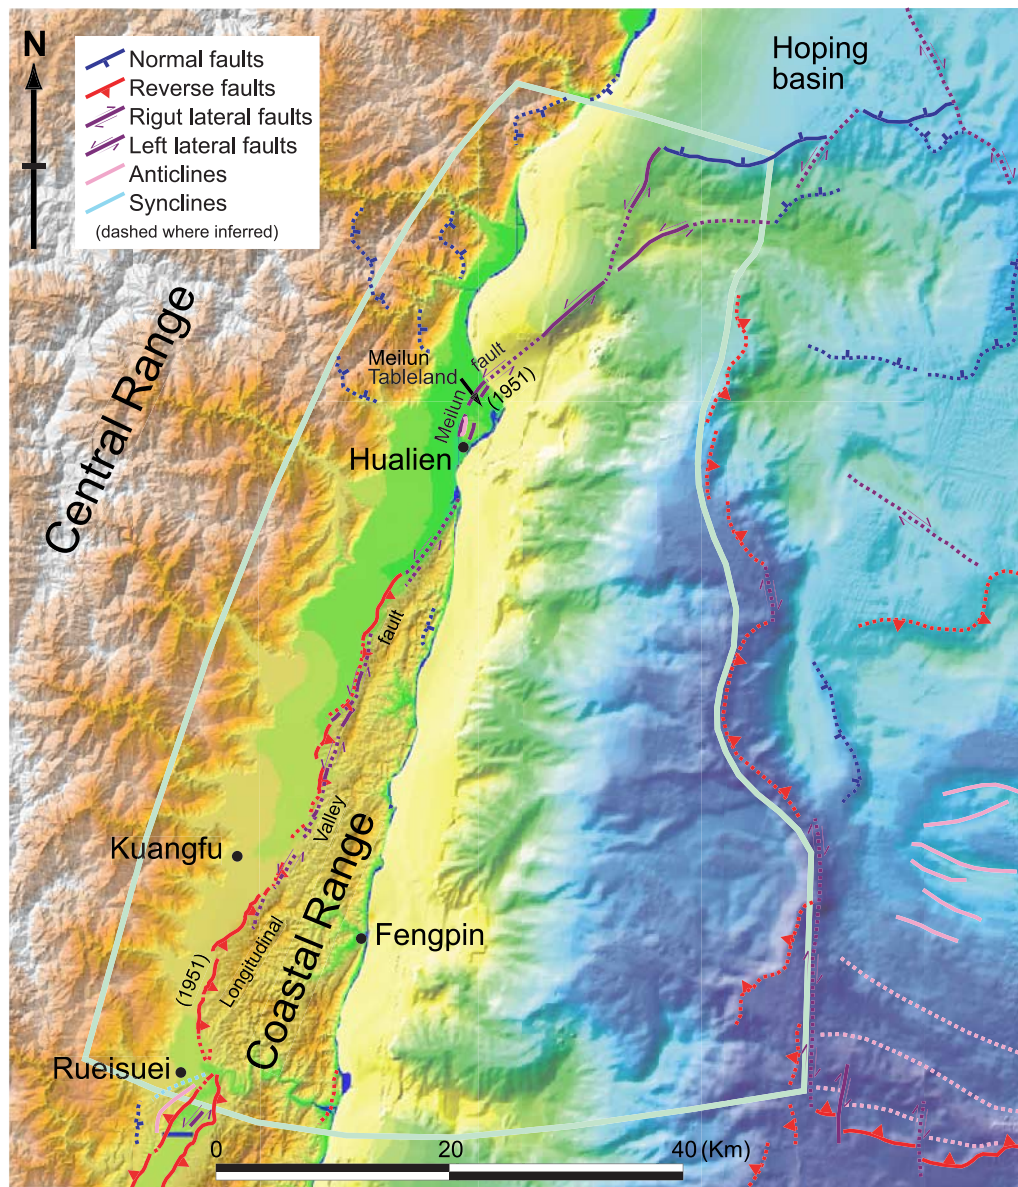 N
Normal faults
Reverse faults
Rigut lateral faults
Left lateral faults
Anticlines
Synclines
(dashed where inferred)
Hoping
basin
Central Range
Meilun
Tableland
Meilun fault
(1951)
Hualien
fault
Valley
Longitudinal
(1951)
Kuangfu
Coastal Range
Fengpin
Rueisuei
0 20 40 (Km)